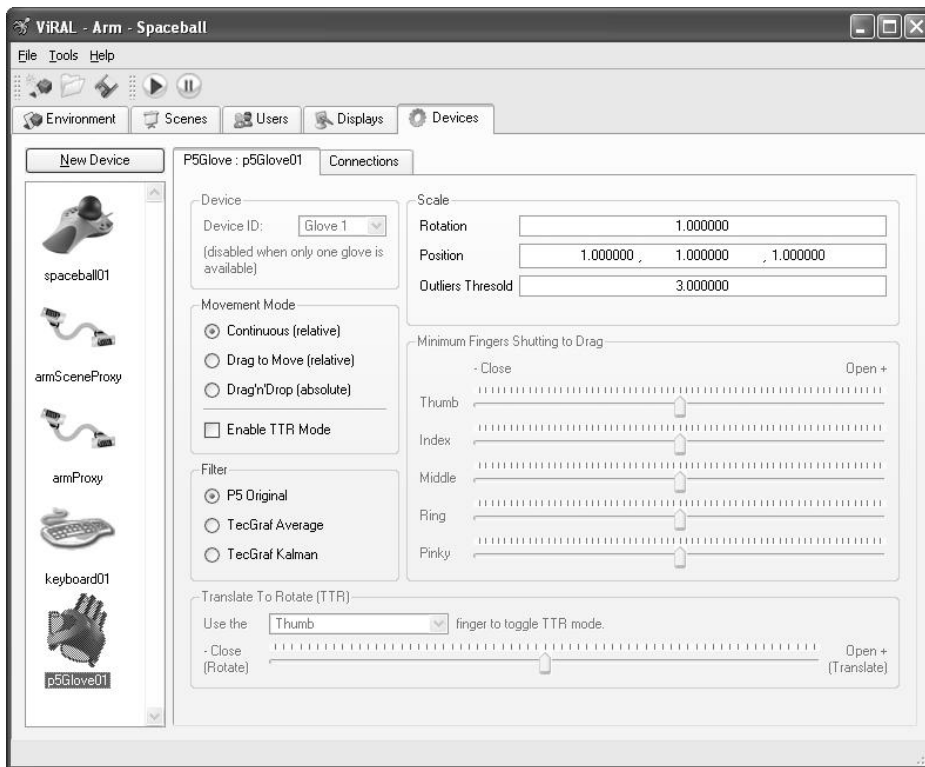 ViRAL - Arm - Spaceball
File Tools Help
Environment Scenes Users Displays Devices
New Device
spaceball01
armSceneProxy
armProxy
keyboard01
p5Glove01
P5Glove : p5Glove01 Connections
Device
Device ID: Glove 1
(disabled when only one glove is
available)
Movement Mode
Continuous (relative)
Drag to Move (relative)
Drag'n'Drop (absolute)
Enable TTR Mode
Filter
P5 Original
TecGraf Average
TecGraf Kalman
Scale
Rotation 1.000000
Position 1.000000 , 1.000000 , 1.000000
Outliers Thresold 3.000000
Minimum Fingers Shutting to Drag
- Close Open +
Thumb
Index
Middle
Ring
Pinky
Translate To Rotate (TTR)
Use the Thumb finger to toggle TTR mode.
- Close Open +
(Rotate) (Translate)